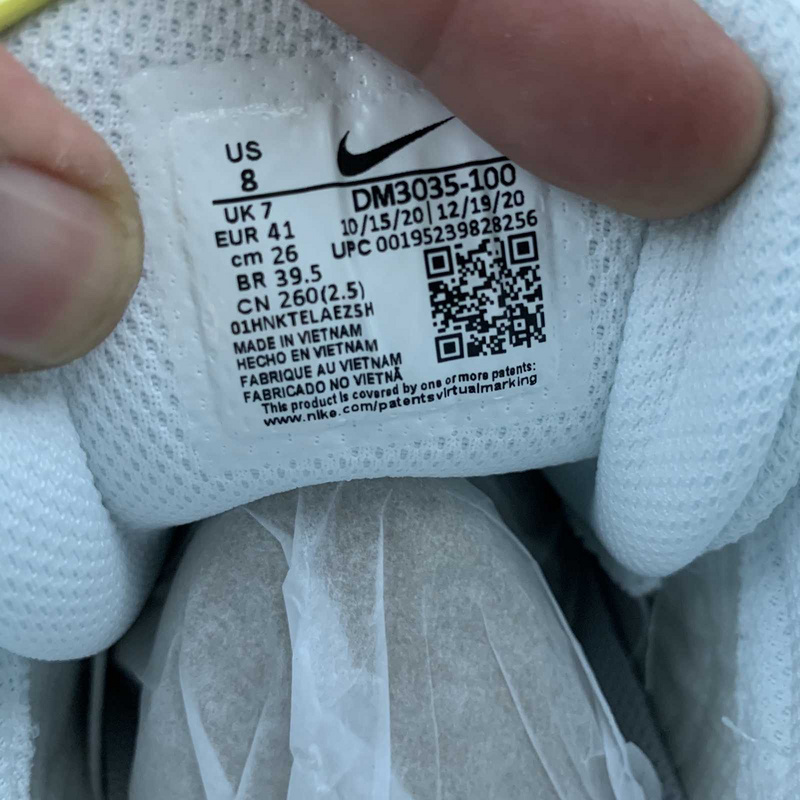 US
8
DM3035-100
UK 7
10/15/20|12/19/20
EUR 41
UPC 00195239828256
cm 26
BR 39.5
CN 260(2.5)
01HNKTELAEZSH
MADE IN VIETNAM
HECHO EN VIETNAM
FABRIQUE AU VIETNAM
FABRICADO NO VIETNÃ
This product is covered by one or more patents:
www.nike.com/patentsvirtualmarking